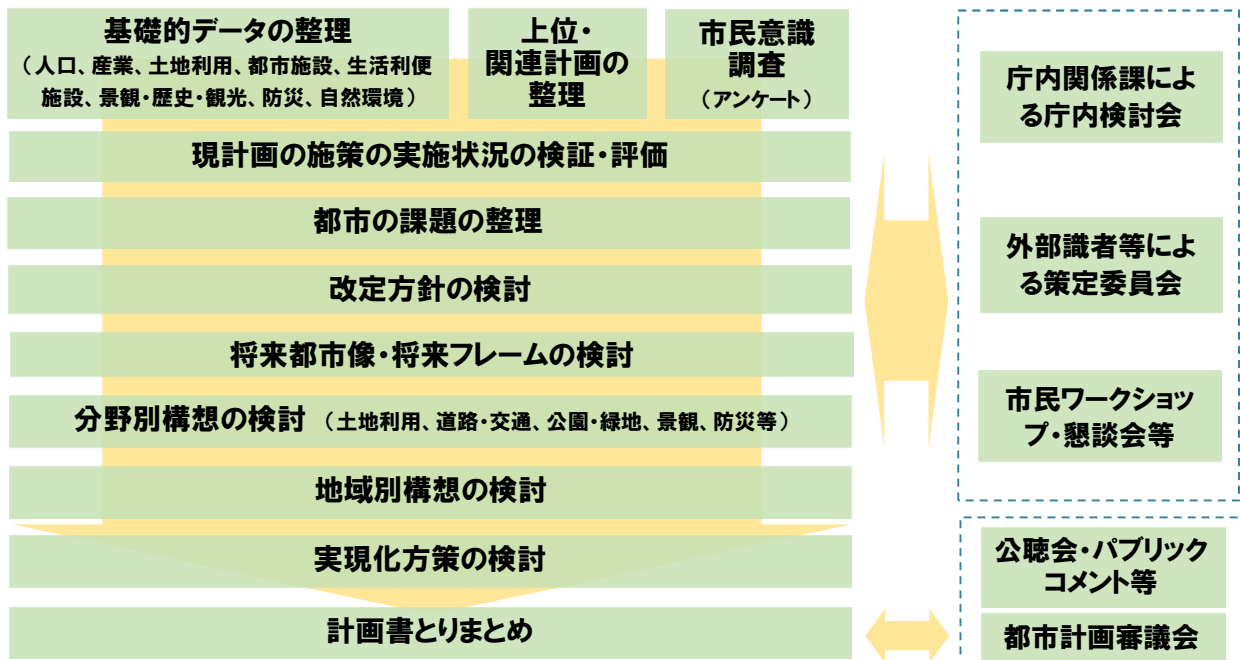 基礎的データの整理
（人口、産業、土地利用、都市施設、生活利便
施設、景観・歴史・観光、防災、自然環境）
上位・
関連計画の
整理
市民意識
調査
（アンケート）
現計画の施策の実施状況の検証・評価
都市の課題の整理
改定方針の検討
将来都市像・将来フレームの検討
分野別構想の検討（土地利用、道路・交通、公園・緑地、景観、防災等）
地域別構想の検討
実現化方策の検討
計画書とりまとめ
庁内関係課によ
る庁内検討会
外部識者等によ
る策定委員会
市民ワークショッ
プ・懇談会等
公聴会・パブリック
コメント等
都市計画審議会